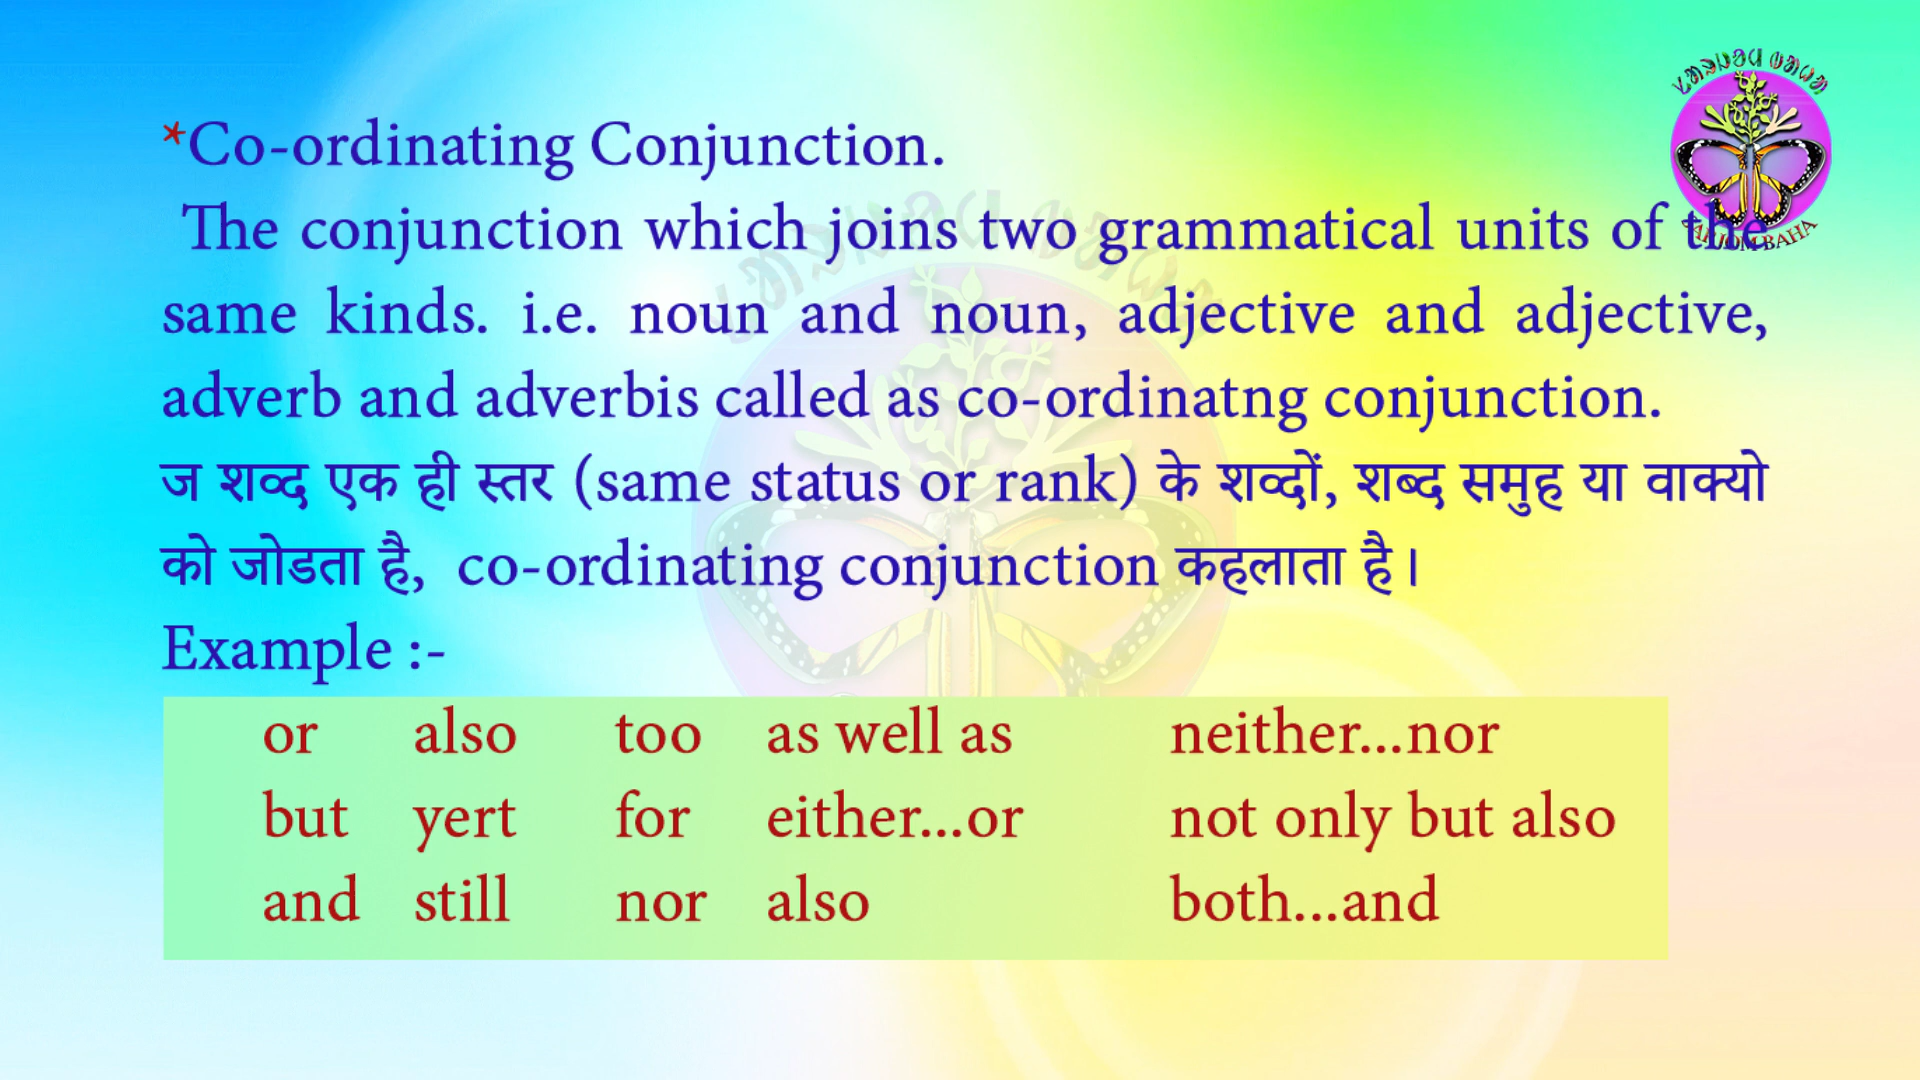 *Co-ordinating Conjunction.
The conjunction which joins two grammatical units of the
same kinds. i.e. noun and noun, adjective and adjective,
adverb and adverbis called as co-ordinatng conjunction.
ज शव्द एक ही स्तर (same status or rank) के शव्दों, शब्द समुह या वाक्यो
को जोडता है, co-ordinating conjunction कहलाता है।
Example :-
or also too as well as neither...nor
but yert for either...or not only but also
and still nor also both...and